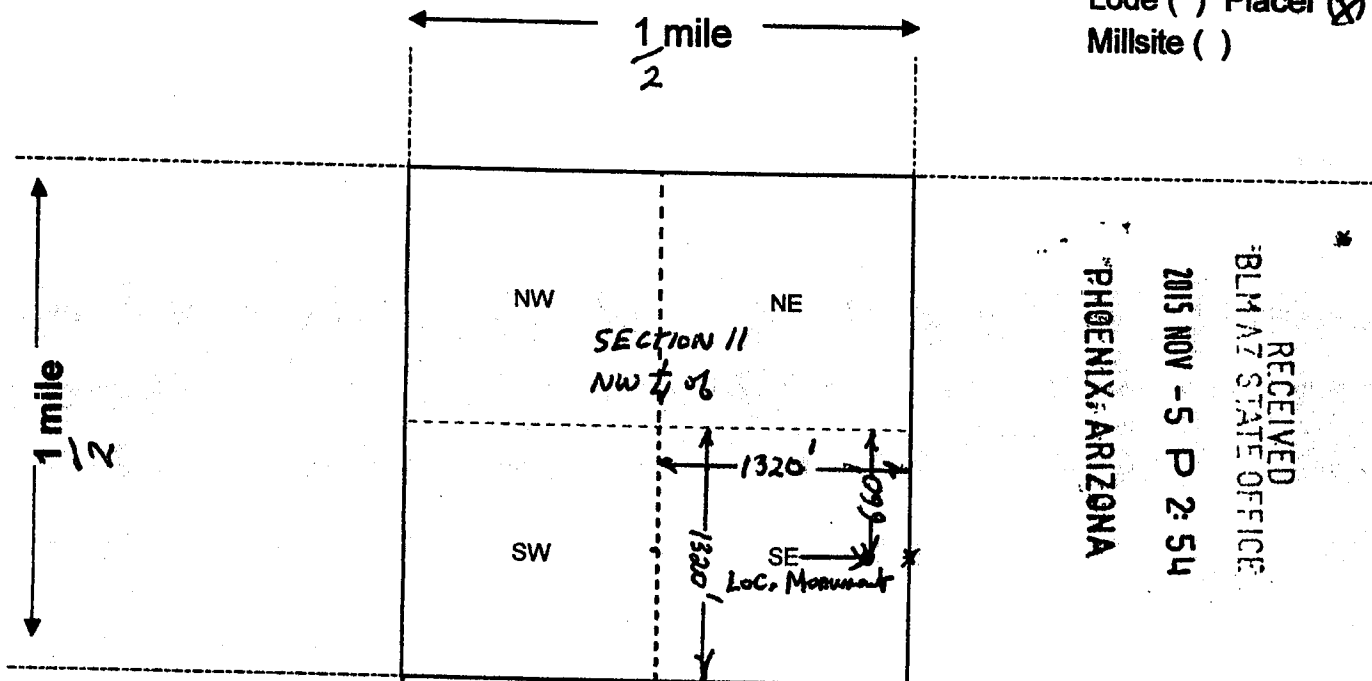 Lode ( ) Placer (X)
Millsite ( )
1 mile
/2
1 mile
/2
NW
NE
SECTION 11
NW 1/4 of
1320'
660
1320'
SW
SE
Loc. Monument
RECEIVED
BLM AZ STATE OFFICE
2015 NOV -5 P 2:54
PHOENIX, ARIZONA